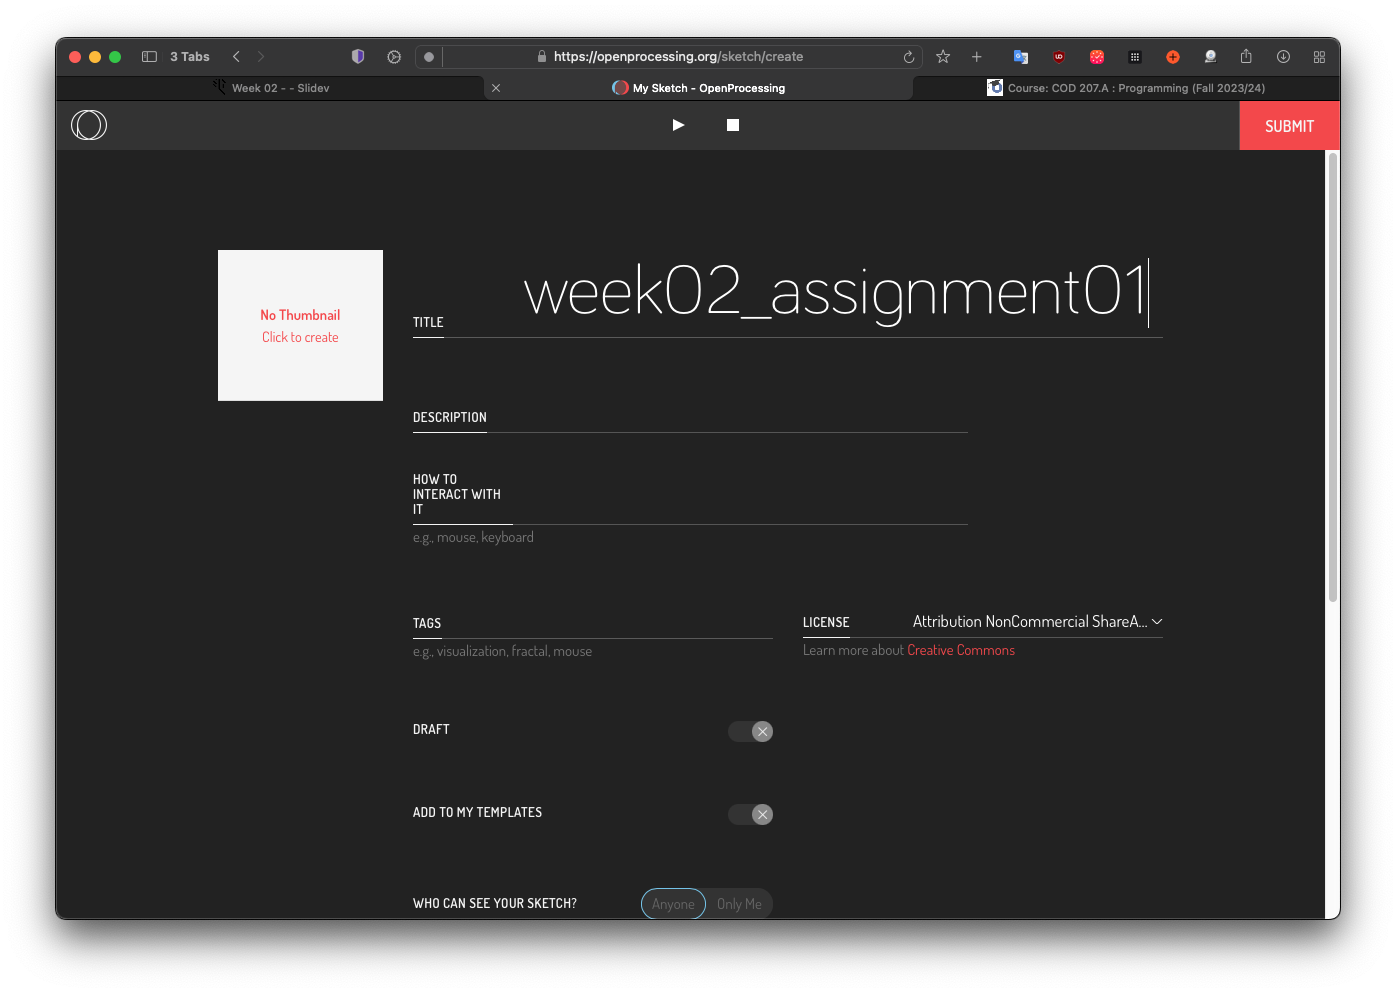 3 Tabs
https://openprocessing.org/sketch/create
Week 02 - - Slidev
My Sketch - OpenProcessing
Course: COD 207.A : Programming (Fall 2023/24)
SUBMIT
No Thumbnail
Click to create
TITLE
week02_assignment01
DESCRIPTION
HOW TO
INTERACT WITH
IT
e.g., mouse, keyboard
TAGS
e.g., visualization, fractal, mouse
LICENSE
Attribution NonCommercial ShareA...
Learn more about Creative Commons
DRAFT
ADD TO MY TEMPLATES
WHO CAN SEE YOUR SKETCH?
Anyone
Only Me